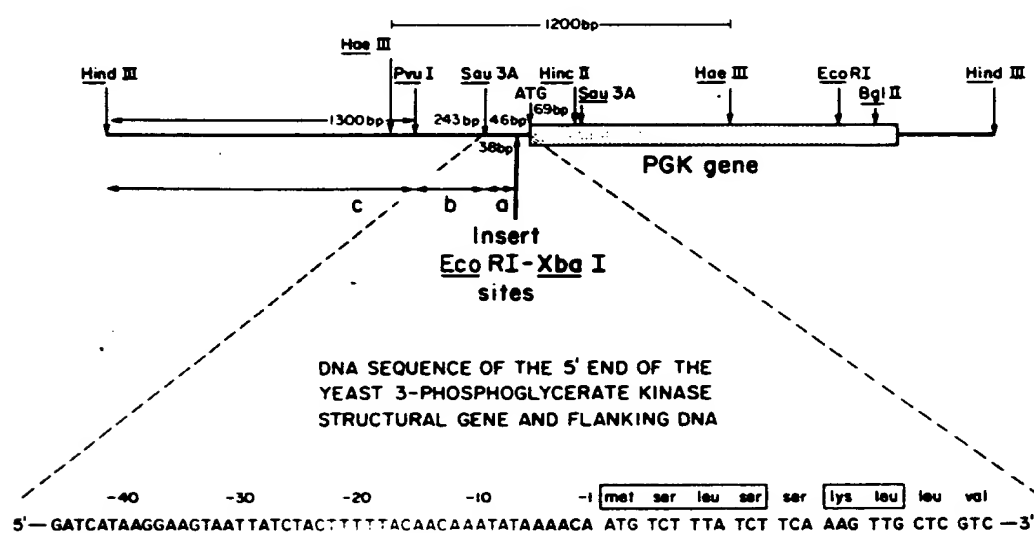 1200bp
Hae III
Hind III
Pvu I
Sau 3A
Hinc II
Hae III
EcoRI
Hind III
ATG
Sau 3A
Bgl II
69bp
1300bp
243bp
46bp
38bp
PGK gene
c
b
a
Insert
Eco RI-Xba I
sites
DNA SEQUENCE OF THE 5' END OF THE
YEAST 3-PHOSPHOGLYCERATE KINASE
STRUCTURAL GENE AND FLANKING DNA
-40 -30 -20 -10 -1 met ser leu ser ser lys leu leu val
5'—GATCATAAGGAAGTAATTATCTACTTTTTACAACAAATATAAAACA ATG TCT TTA TCT TCA AAG TTG CTC GTC—3'